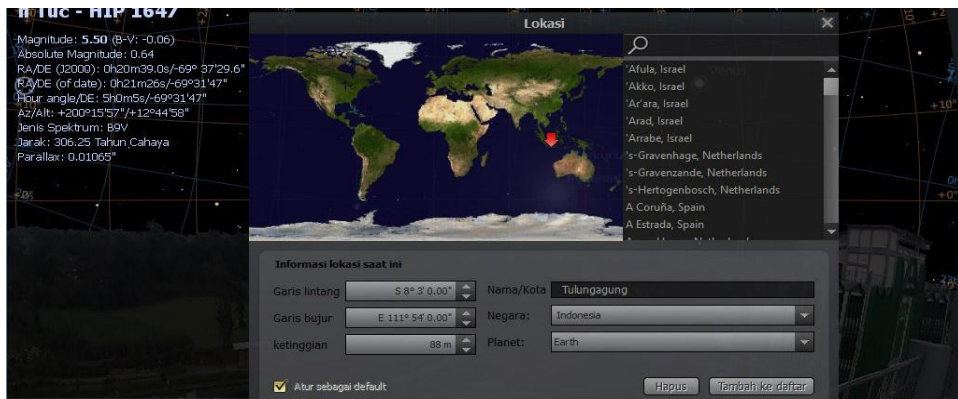 π Tuc - HIP 1647
Magnitude: 5.50 (B-V: -0.06)
Absolute Magnitude: 0.64
RA/DE (J2000): 0h20m39.0s/-69° 37'29.6"
RA/DE (of date): 0h21m26s/-69°31'47"
Hour angle/DE: 5h0m5s/-69°31'47"
Az/Alt: +200°15'57"/+12°44'58"
Jenis Spektrum: B9V
Jarak: 306.25 Tahun Cahaya
Parallax: 0.01065"
Lokasi
'Afula, Israel
'Akko, Israel
'Ar'ara, Israel
'Arad, Israel
'Arrabe, Israel
's-Gravenhage, Netherlands
's-Gravenzande, Netherlands
's-Hertogenbosch, Netherlands
A Coruña, Spain
A Estrada, Spain
Informasi lokasi saat ini
Garis lintang S 8° 3' 0.00" Nama/Kota Tulungagung
Garis bujur E 111° 54' 0.00" Negara: Indonesia
ketinggian 88 m Planet: Earth
Atur sebagai default Hapus Tambah ke daftar
+10°
+0°